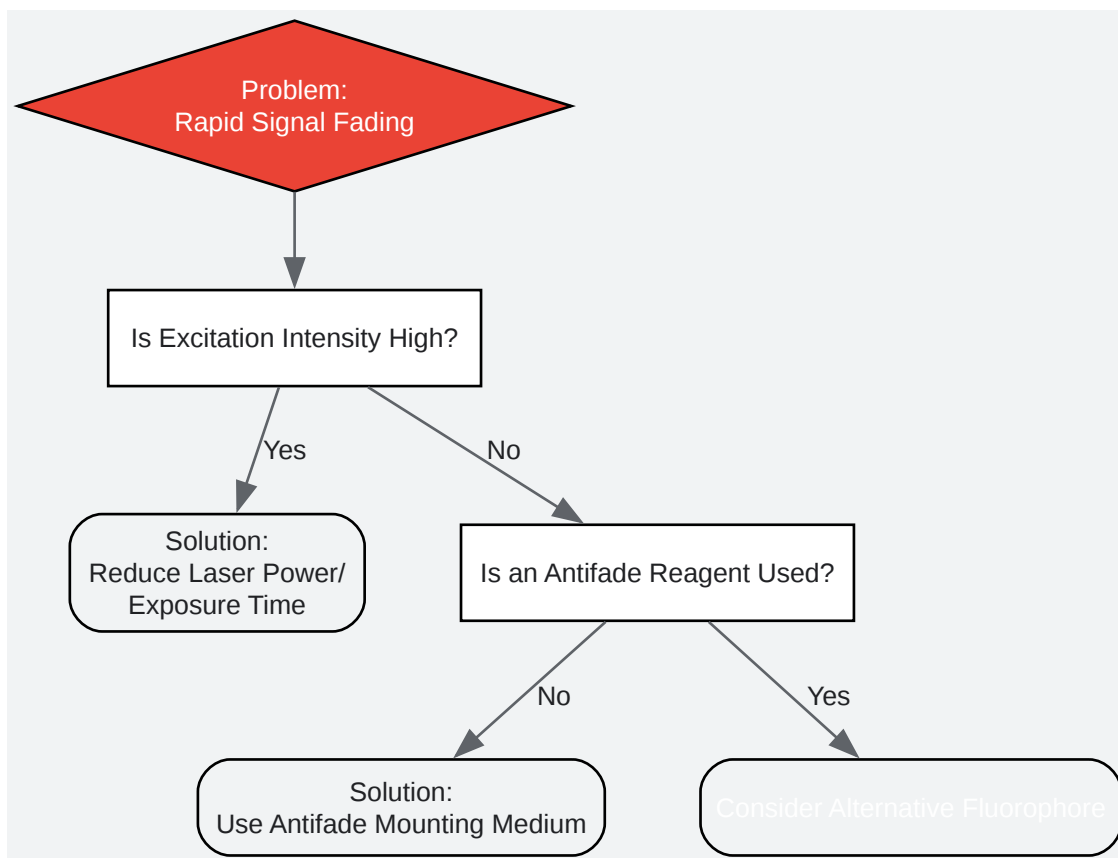 Problem:
Rapid Signal Fading
Is Excitation Intensity High?
Yes
No
Solution:
Reduce Laser Power/
Exposure Time
Is an Antifade Reagent Used?
No
Yes
Solution:
Use Antifade Mounting Medium
Consider Alternative Fluorophore